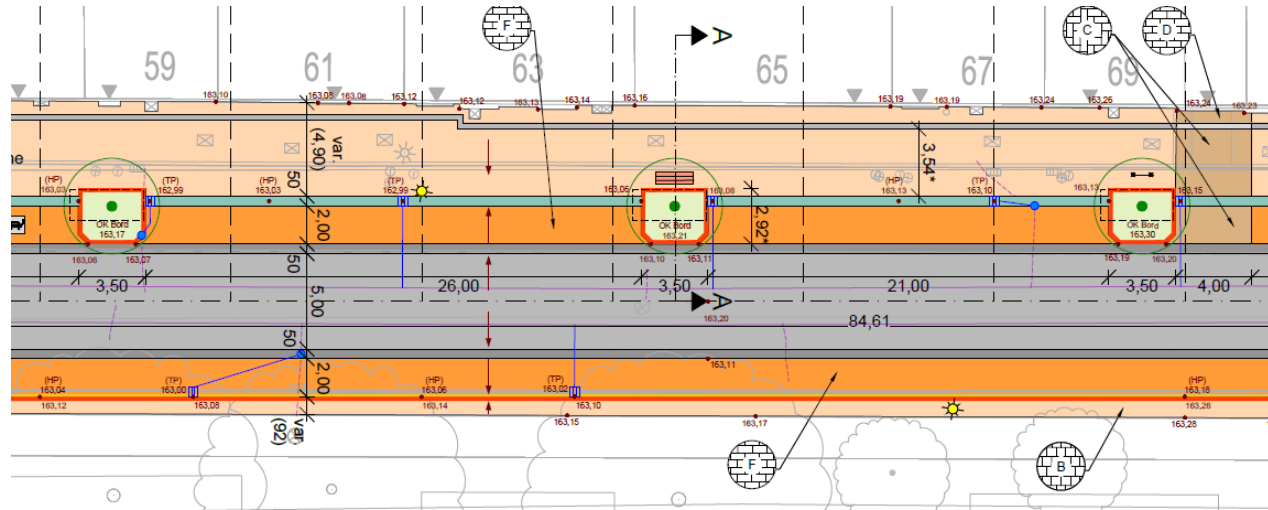 F
A
C
D
59
61
63
65
67
69
163,10
163,05
163,08
163,12
163,12
163,13
163,14
163,16
163,19
163,19
163,24
163,26
163,24
163,23
var.
(4,90)
3,54*
ne
(HP)
163,03
(TP)
162,99
(HP)
163,03
(TP)
162,99
163,05
163,08
(HP)
163,13
(TP)
163,10
163,13
163,15
50
OK Bord
163,17
OK Bord
163,21
OK Bord
163,30
2,00
2,92*
163,06
163,07
163,10
163,11
163,19
163,20
50
3,50
26,00
3,50
21,00
3,50
4,00
5,00
A
163,20
84,61
50
163,11
2,00
(HP)
163,04
(TP)
163,00
(HP)
163,06
(TP)
163,02
(HP)
163,18
163,12
163,08
163,14
163,10
163,26
163,15
163,17
163,28
var.
(92)
F
B